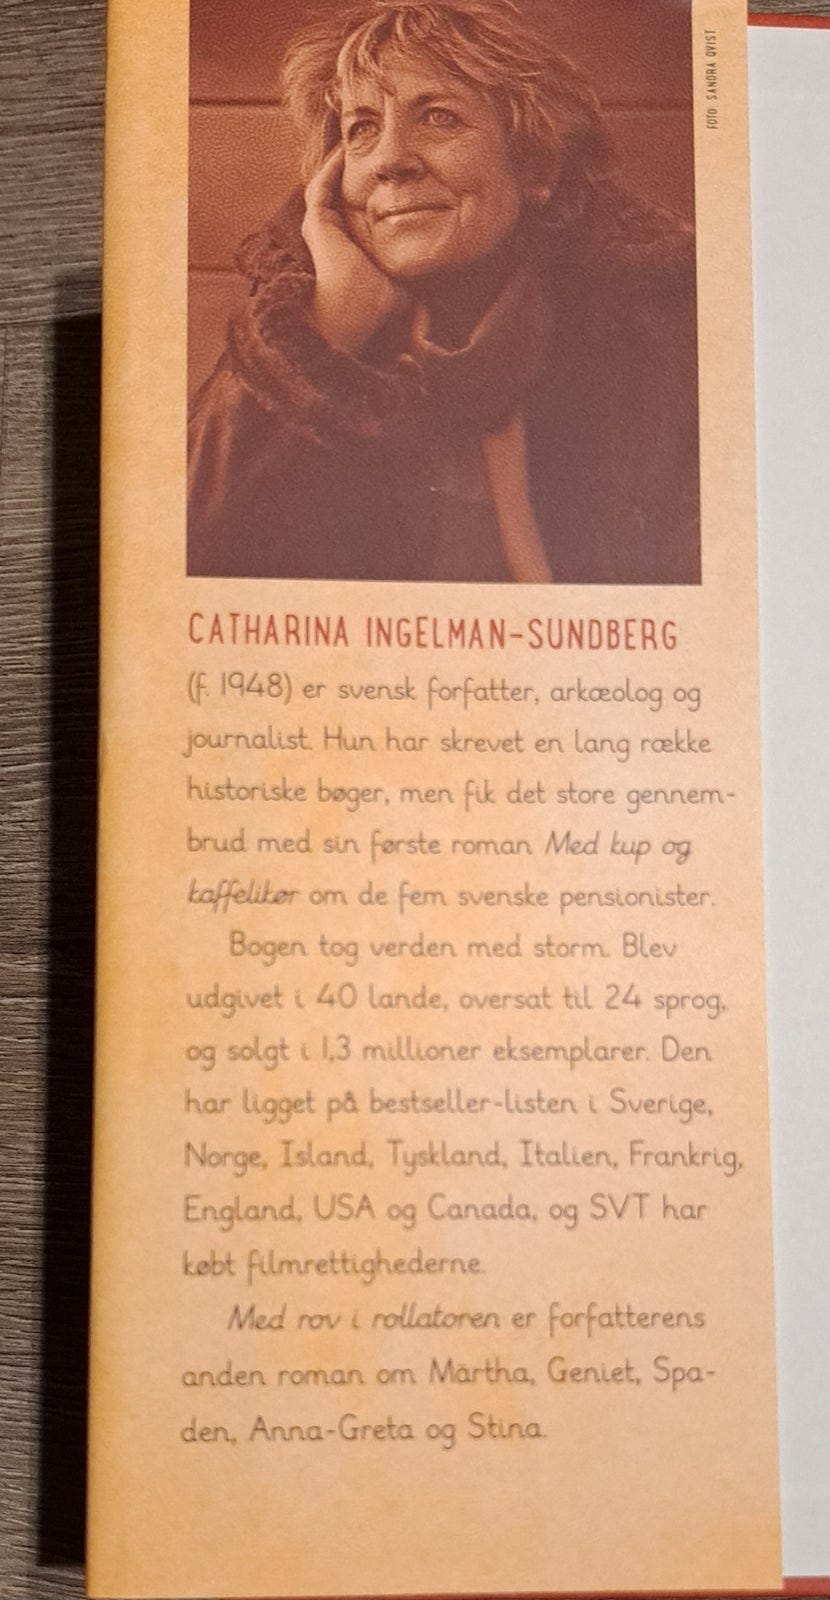 FOTO: SANDRA QVIST
CATHARINA INGELMAN-SUNDBERG
(f. 1948) er svensk forfatter, arkæolog og
journalist. Hun har skrevet en lang række
historiske bøger, men fik det store gennem-
brud med sin første roman Med kup og
kaffelikør om de fem svenske pensionister.
Bogen tog verden med storm. Blev
udgivet i 40 lande, oversat til 24 sprog,
og solgt i 1,3 millioner eksemplarer. Den
har ligget på bestseller-listen i Sverige,
Norge, Island, Tyskland, Italien, Frankrig,
England, USA og Canada, og SVT har
købt filmrettighederne.
Med rov i rollatoren er forfatterens
anden roman om Märtha, Geniet, Spa-
den, Anna-Greta og Stina.